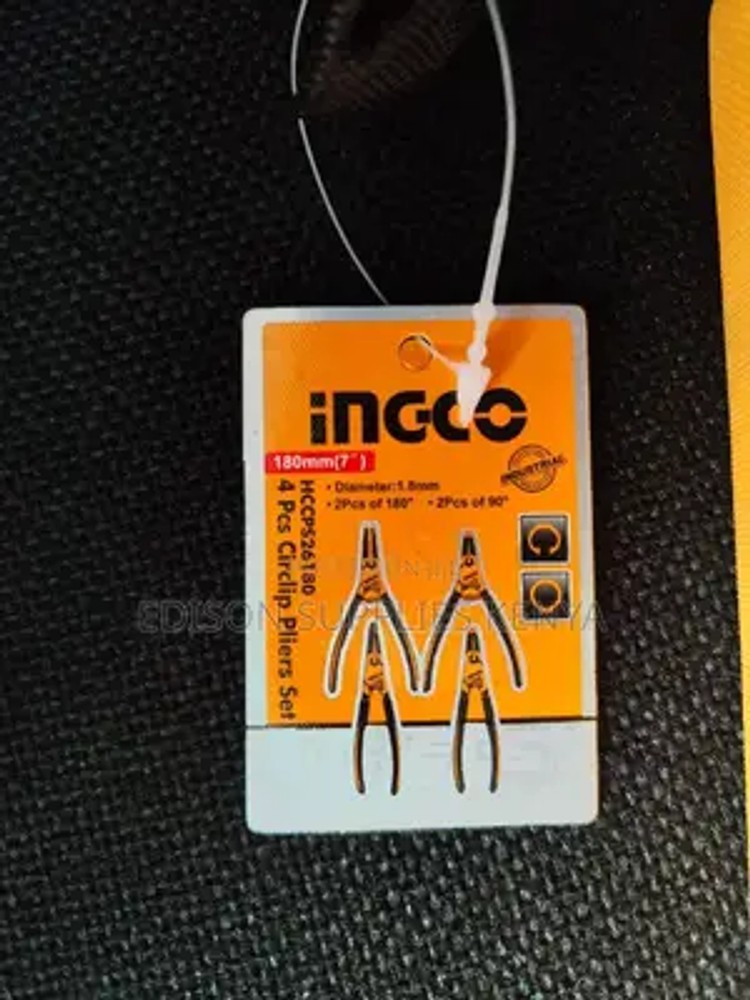 INGCO
180mm(7")
INDUSTRIAL
• Diameter:1.8mm
• 2Pcs of 180° • 2Pcs of 90°
HCCPS26180
4 Pcs Circlip Pliers Set
EDISON SUPPLIES KENYA